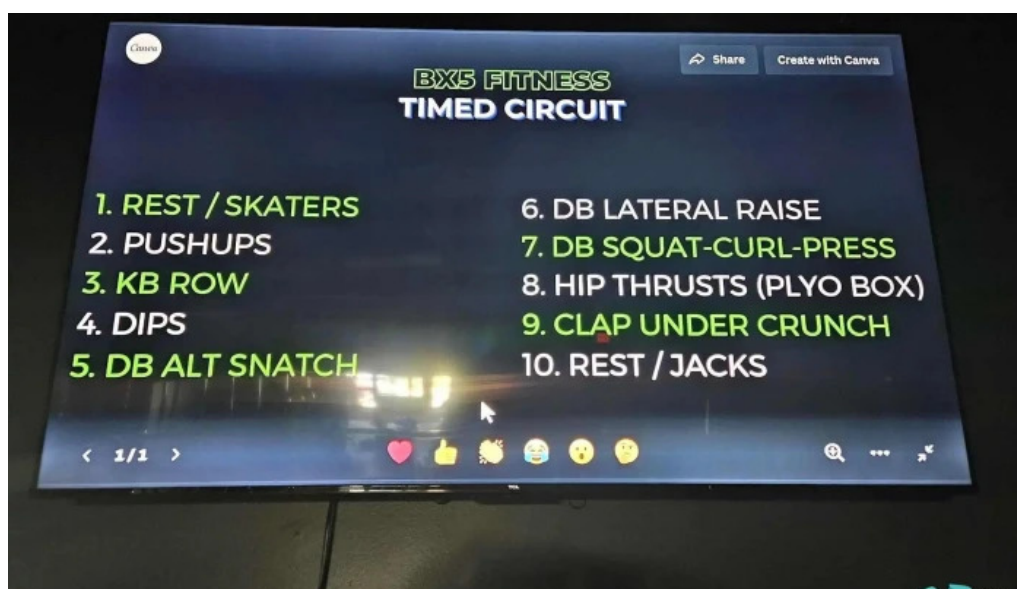 Canva
Share
Create with Canva
BX5 FITNESS
TIMED CIRCUIT
1. REST / SKATERS
2. PUSHUPS
3. KB ROW
4. DIPS
5. DB ALT SNATCH
6. DB LATERAL RAISE
7. DB SQUAT-CURL-PRESS
8. HIP THRUSTS (PLYO BOX)
9. CLAP UNDER CRUNCH
10. REST / JACKS
1/1